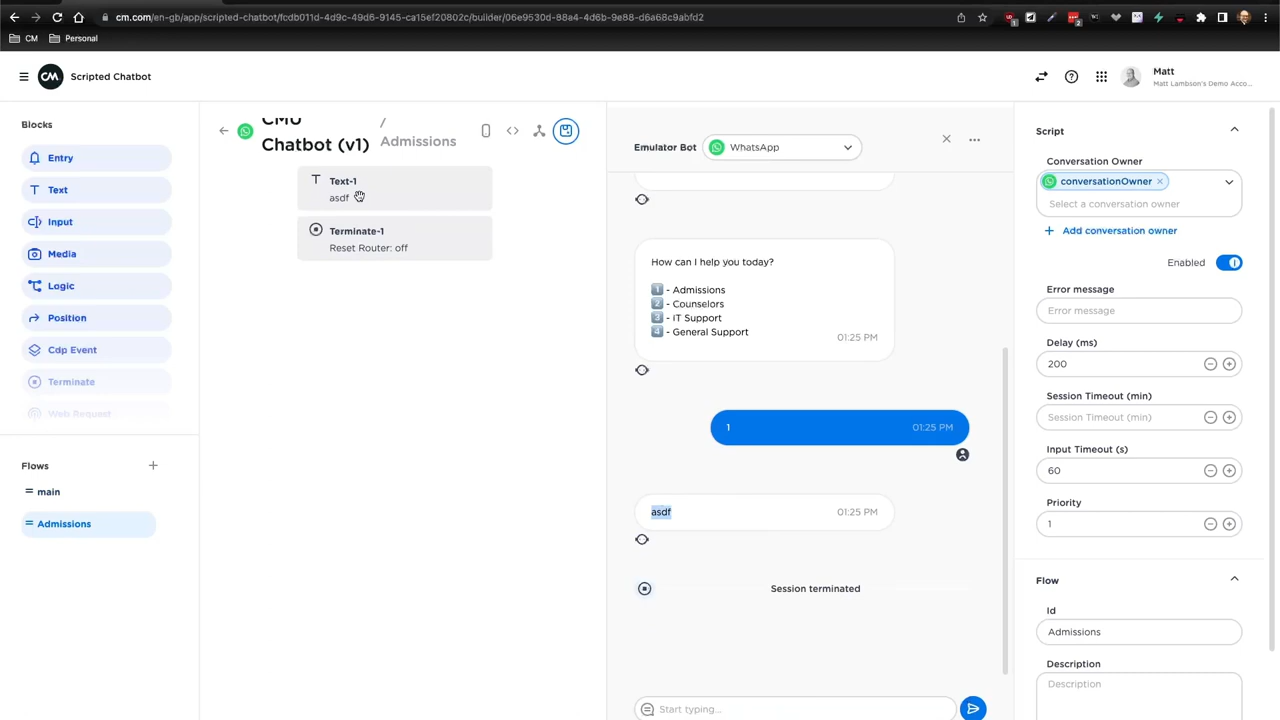 cm.com/en-gb/app/scripted-chatbot/fcdb011d-4d9c-49d6-9145-ca15ef20802c/builder/06e9530d-88a4-4d6b-9e88-d6a68c9abfd2
CM
Personal
CM
Scripted Chatbot
Matt
Matt Lambson's Demo Acco...
Blocks
Entry
Text
Input
Media
Logic
Position
Cdp Event
Terminate
Web Request
Flows
main
Admissions
CMU
Chatbot (v1)
/
Admissions
Text-1
asdf
Terminate-1
Reset Router: off
Emulator Bot
WhatsApp
How can I help you today?
1 - Admissions
2 - Counselors
3 - IT Support
4 - General Support
01:25 PM
1
01:25 PM
asdf
01:25 PM
Session terminated
Start typing...
Script
Conversation Owner
conversationOwner
Select a conversation owner
Add conversation owner
Enabled
Error message
Error message
Delay (ms)
200
Session Timeout (min)
Session Timeout (min)
Input Timeout (s)
60
Priority
1
Flow
Id
Admissions
Description
Description